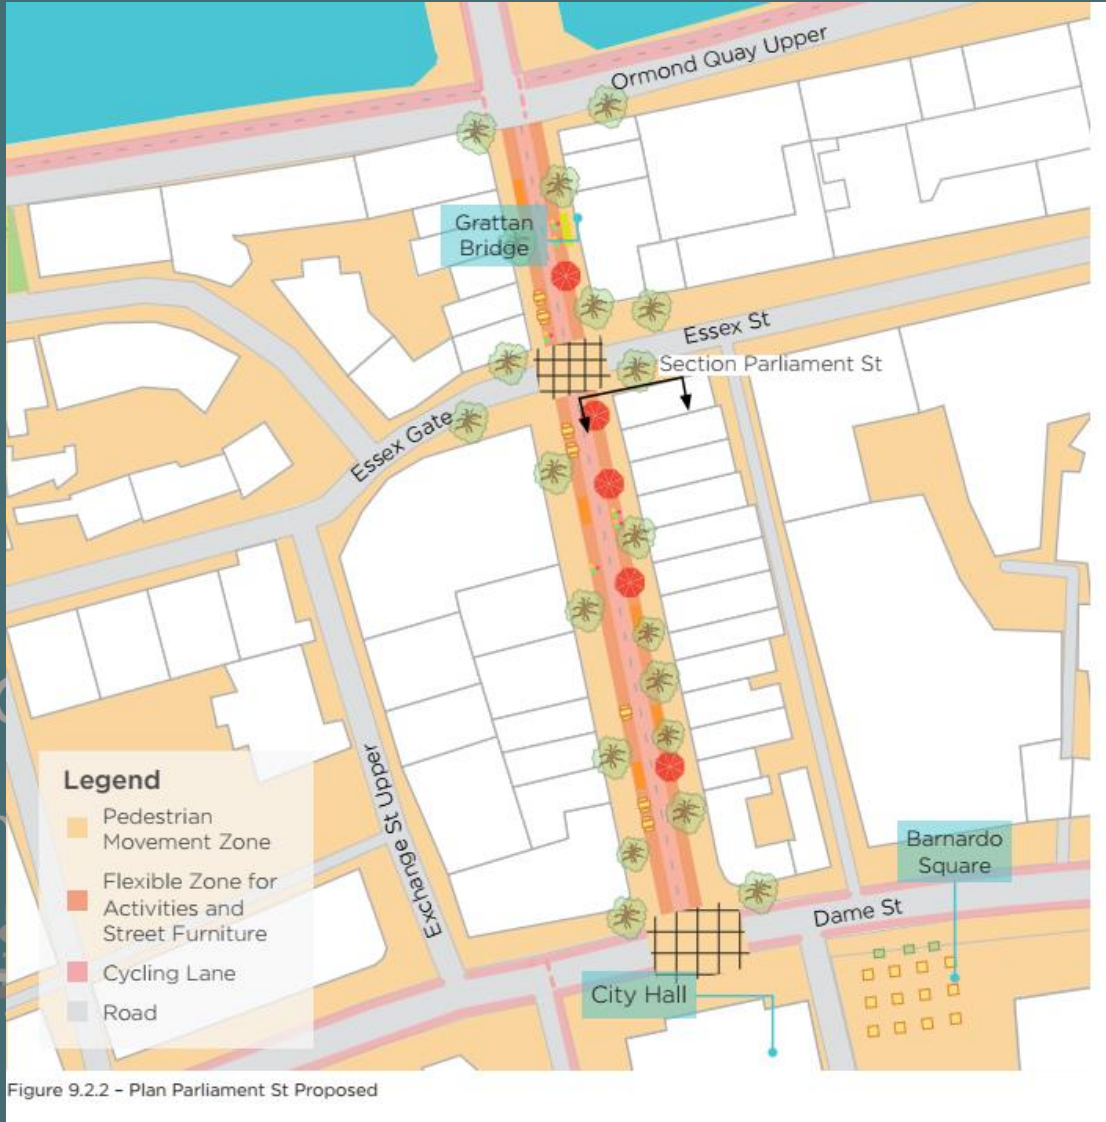 Ormond Quay Upper
Grattan
Bridge
Essex St
Section Parliament St
Essex Gate
Exchange St Upper
Legend
Pedestrian
Movement Zone
Flexible Zone for
Activities and
Street Furniture
Cycling Lane
Road
Barnardo
Square
Dame St
City Hall
Figure 9.2.2 – Plan Parliament St Proposed